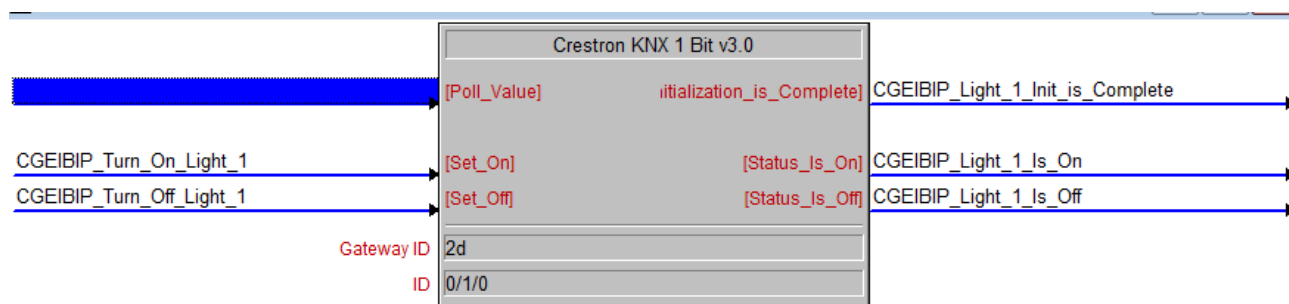 Crestron KNX 1 Bit v3.0
[Poll_Value] itialization_is_Complete] CGEIBIP_Light_1_Init_is_Complete
CGEIBIP_Turn_On_Light_1 [Set_On] [Status_Is_On] CGEIBIP_Light_1_Is_On
CGEIBIP_Turn_Off_Light_1 [Set_Off] [Status_Is_Off] CGEIBIP_Light_1_Is_Off
Gateway ID 2d
ID 0/1/0